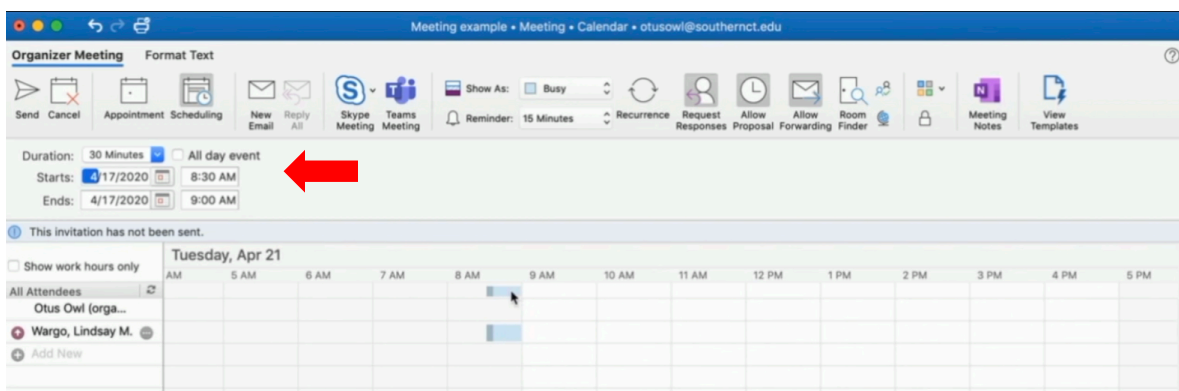 Meeting example • Meeting • Calendar • otusowl@southernct.edu
Organizer Meeting Format Text
Send Cancel Appointment Scheduling New Email Reply All Skype Meeting Teams Meeting Show As: Busy Recurrence Request Responses Allow Proposal Allow Forwarding Room Finder Meeting Notes View Templates
Reminder: 15 Minutes
Duration: 30 Minutes All day event
Starts: 4/17/2020 8:30 AM
Ends: 4/17/2020 9:00 AM
This invitation has not been sent.
Show work hours only
Tuesday, Apr 21
AM 5 AM 6 AM 7 AM 8 AM 9 AM 10 AM 11 AM 12 PM 1 PM 2 PM 3 PM 4 PM 5 PM
All Attendees
Otus Owl (orga...
Wargo, Lindsay M.
Add New